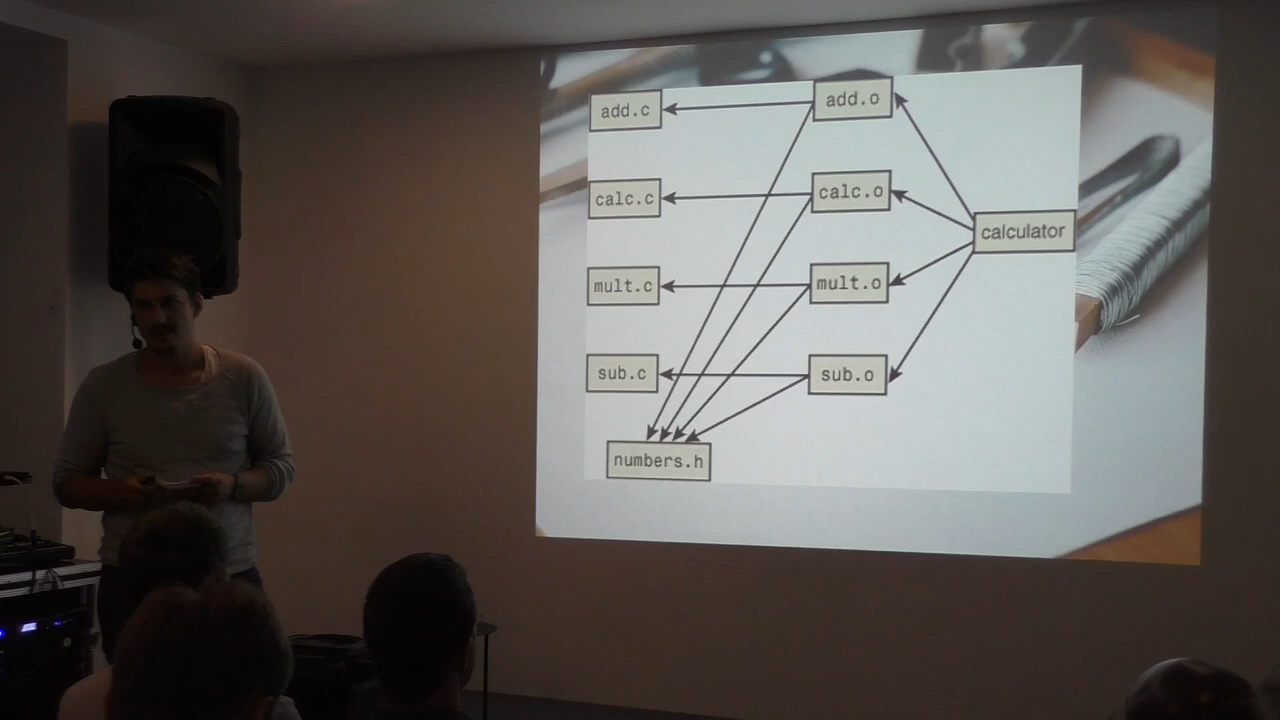 add.c
add.o
calc.c
calc.o
calculator
mult.c
mult.o
sub.c
sub.o
numbers.h